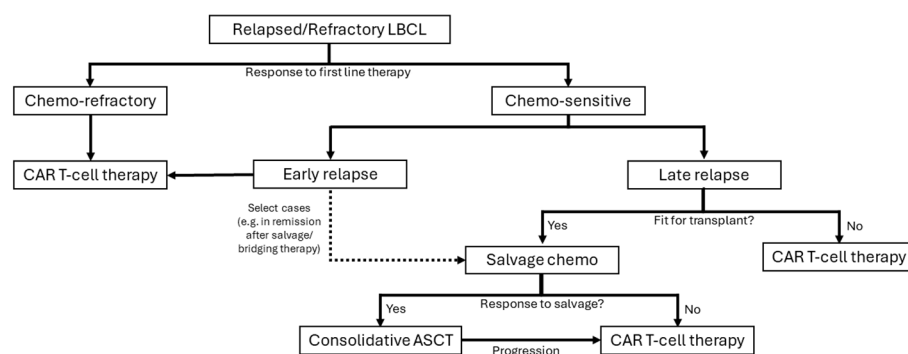 Relapsed/Refractory LBCL
Response to first line therapy
Chemo-refractory
Chemo-sensitive
CAR T-cell therapy
Early relapse
Late relapse
Select cases
(e.g. in remission
after salvage/
bridging therapy)
Yes
Fit for transplant?
No
Salvage chemo
CAR T-cell therapy
Yes
Response to salvage?
No
Consolidative ASCT
Progression
CAR T-cell therapy